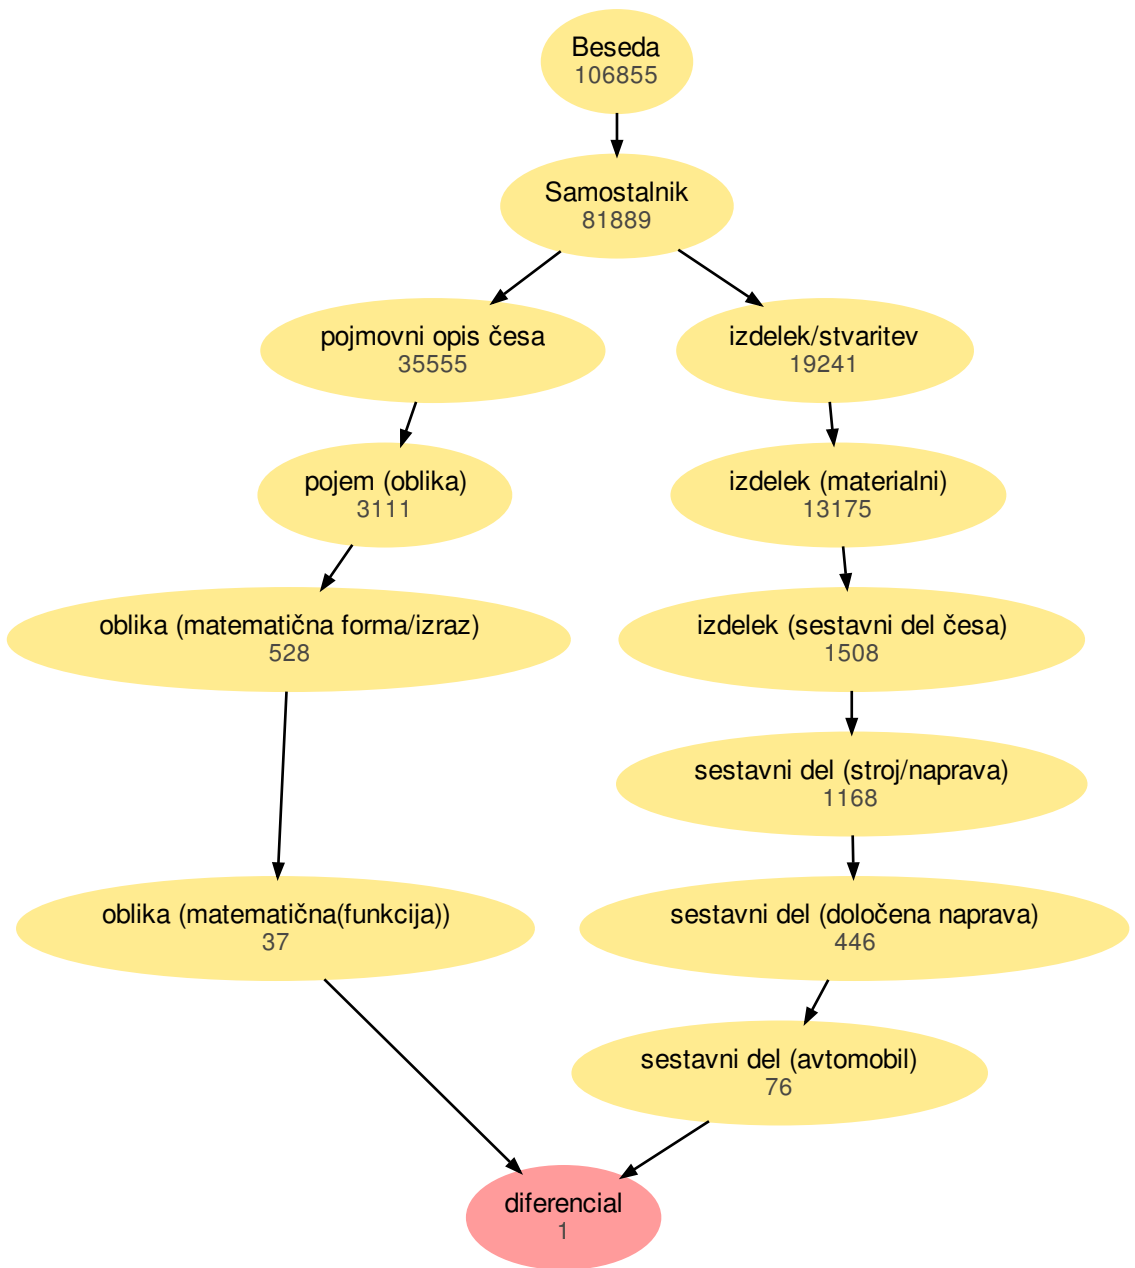 Beseda
106855
Samostalnik
81889
pojmovni opis česa
35555
izdelek/stvaritev
19241
pojem (oblika)
3111
izdelek (materialni)
13175
oblika (matematična forma/izraz)
528
izdelek (sestavni del česa)
1508
sestavni del (stroj/naprava)
1168
oblika (matematična(funkcija))
37
sestavni del (določena naprava)
446
sestavni del (avtomobil)
76
diferencial
1